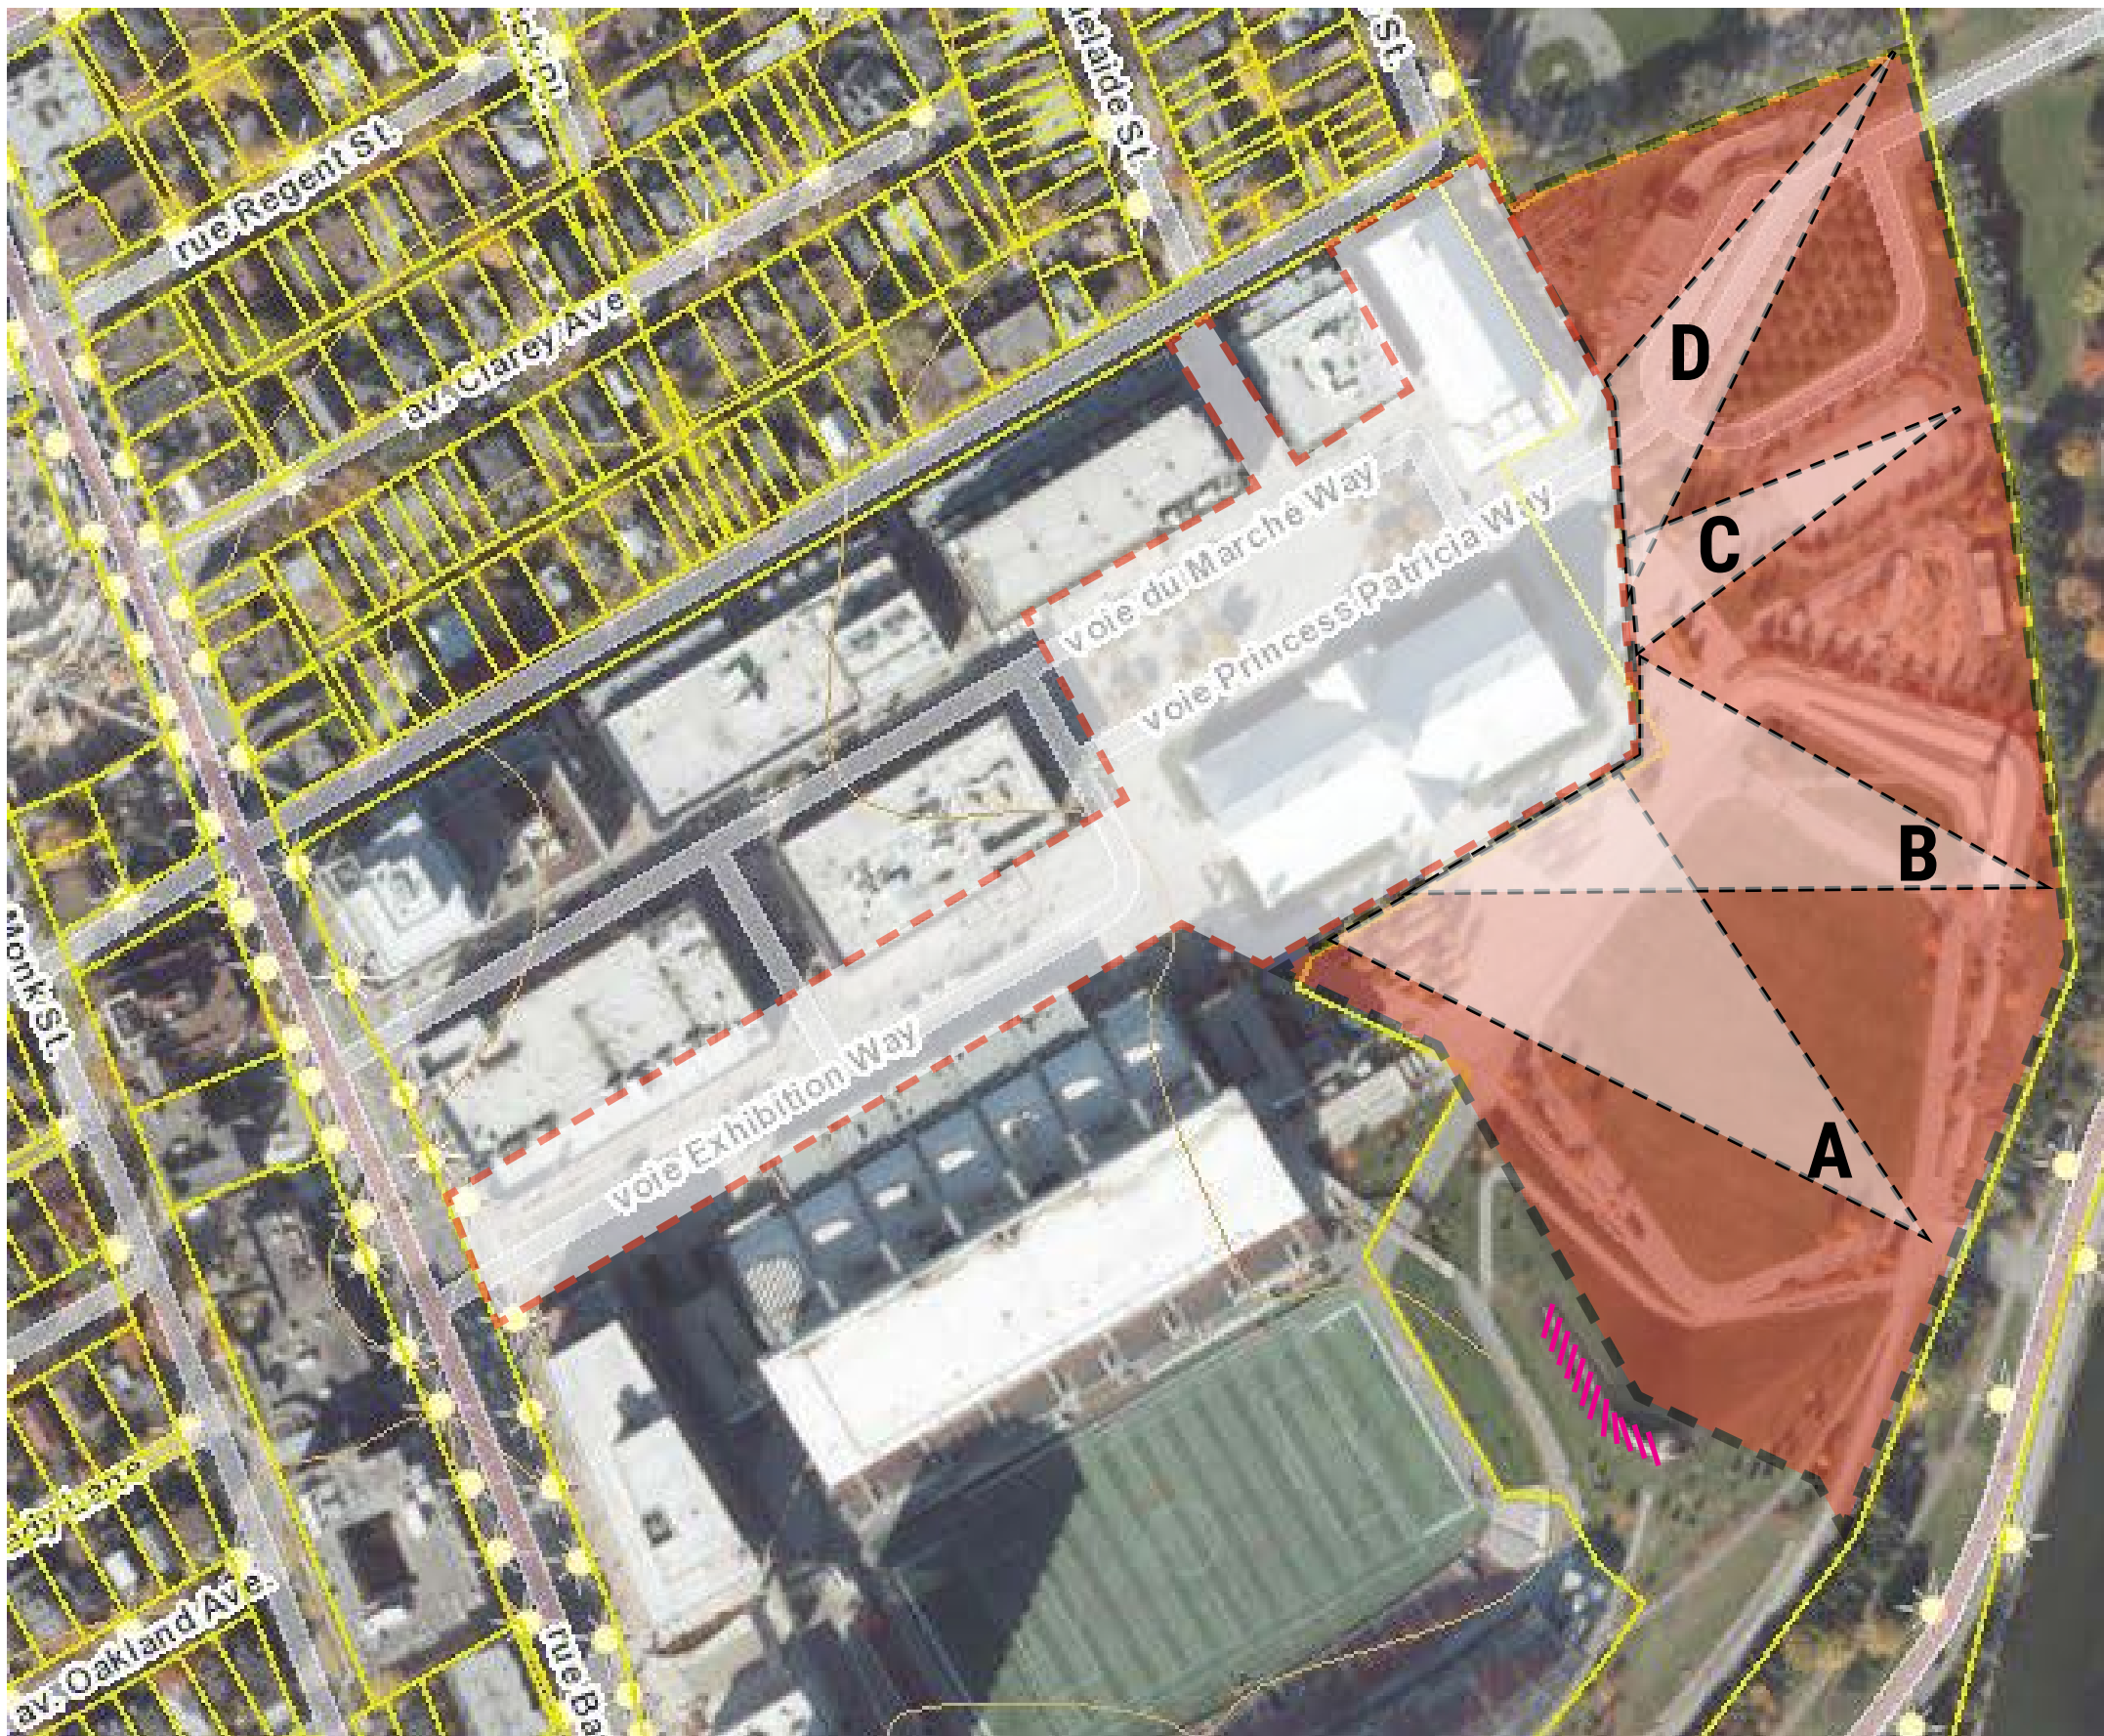 St.
rue Regent St.
av. Clarey Ave.
D
C
voie du Marché Way
voie Princess Patricia Way
B
A
Monk St.
voie Exhibition Way
av. Oakland Ave.